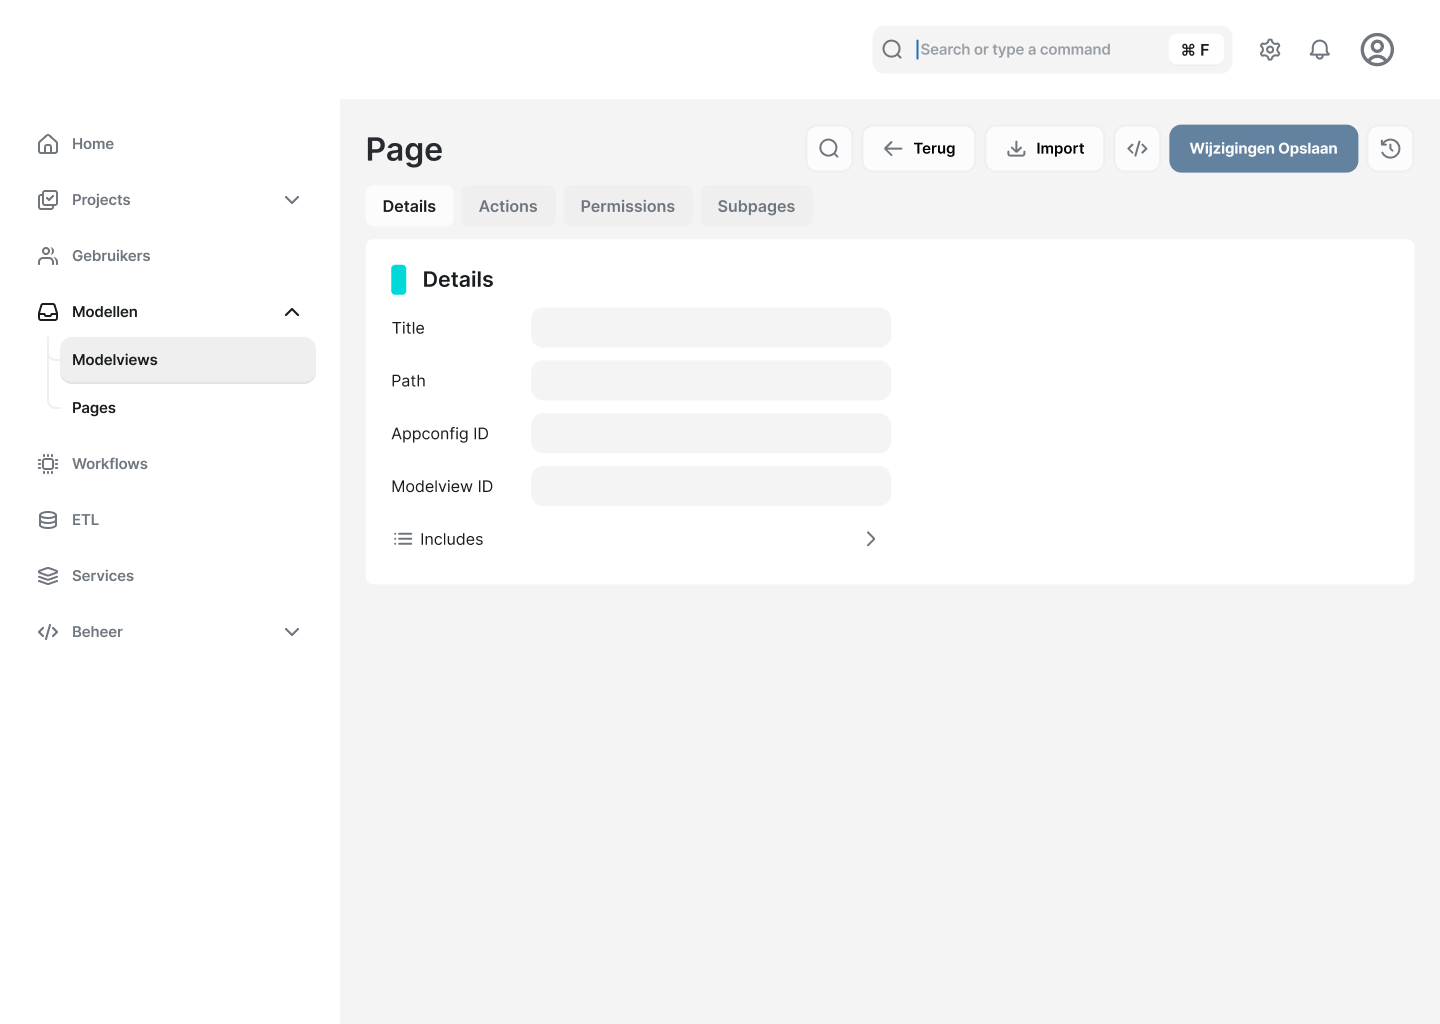 Search or type a command
⌘ F
Home
Projects
Gebruikers
Modellen
Modelviews
Pages
Workflows
ETL
Services
Beheer
Page
Terug
Import
Wijzigingen Opslaan
Details
Actions
Permissions
Subpages
Details
Title
Path
Appconfig ID
Modelview ID
Includes